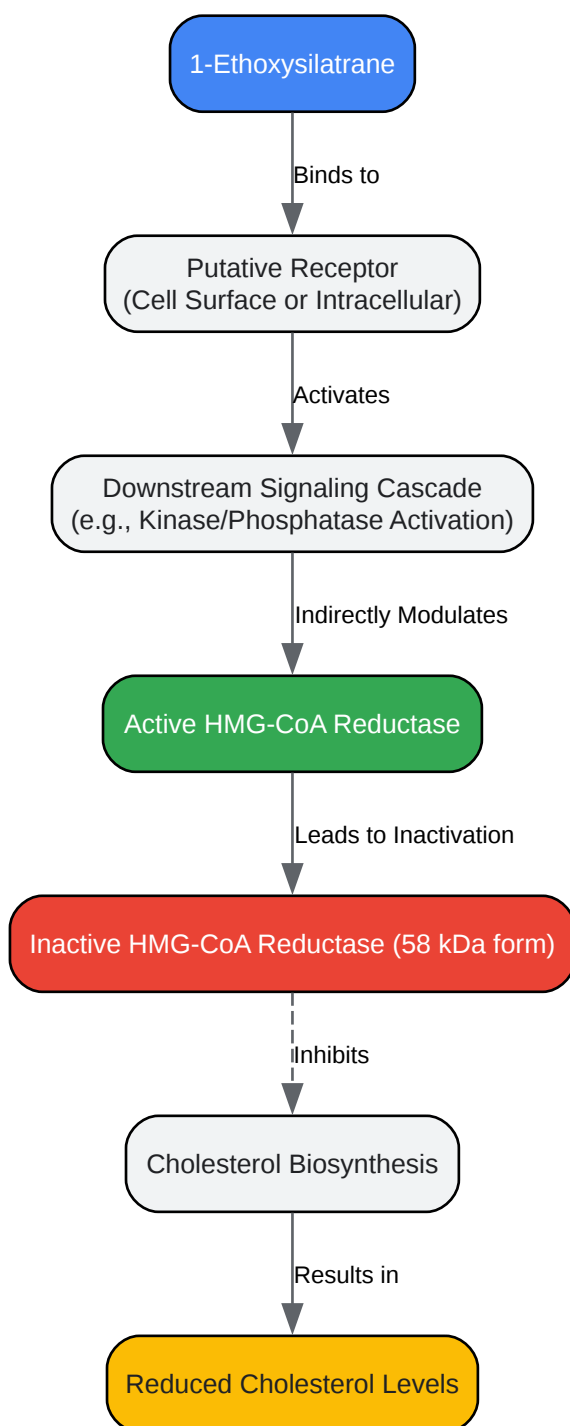 1-Ethoxysilatrane
Binds to
Putative Receptor
(Cell Surface or Intracellular)
Activates
Downstream Signaling Cascade
(e.g., Kinase/Phosphatase Activation)
Indirectly Modulates
Active HMG-CoA Reductase
Leads to Inactivation
Inactive HMG-CoA Reductase (58 kDa form)
Inhibits
Cholesterol Biosynthesis
Results in
Reduced Cholesterol Levels